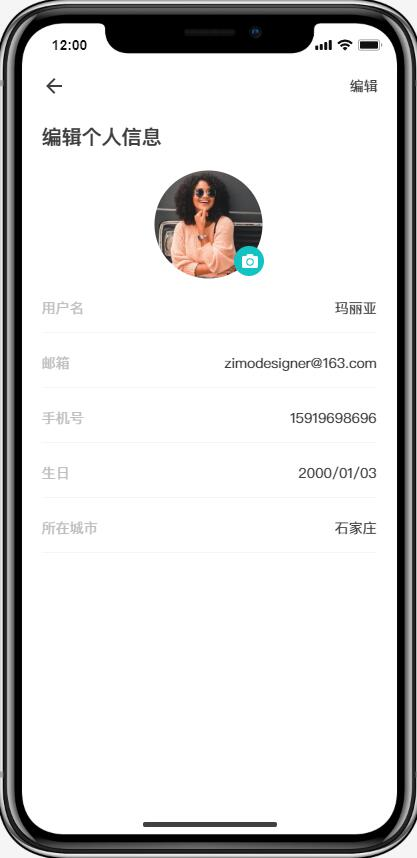 12:00
编辑
编辑个人信息
用户名 玛丽亚
邮箱 zimodesigner@163.com
手机号 15919698696
生日 2000/01/03
所在城市 石家庄